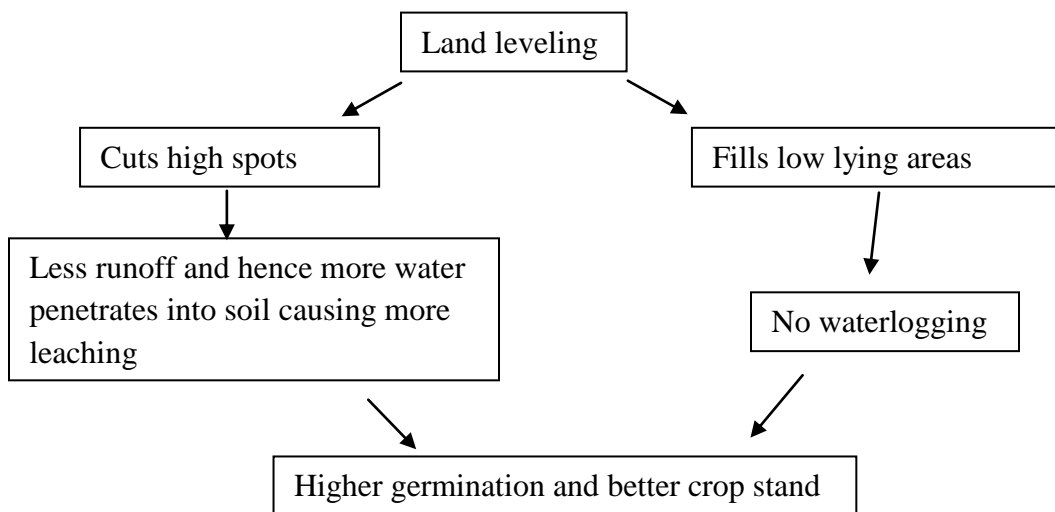 Land leveling
Cuts high spots
Fills low lying areas
Less runoff and hence more water
penetrates into soil causing more
leaching
No waterlogging
Higher germination and better crop stand